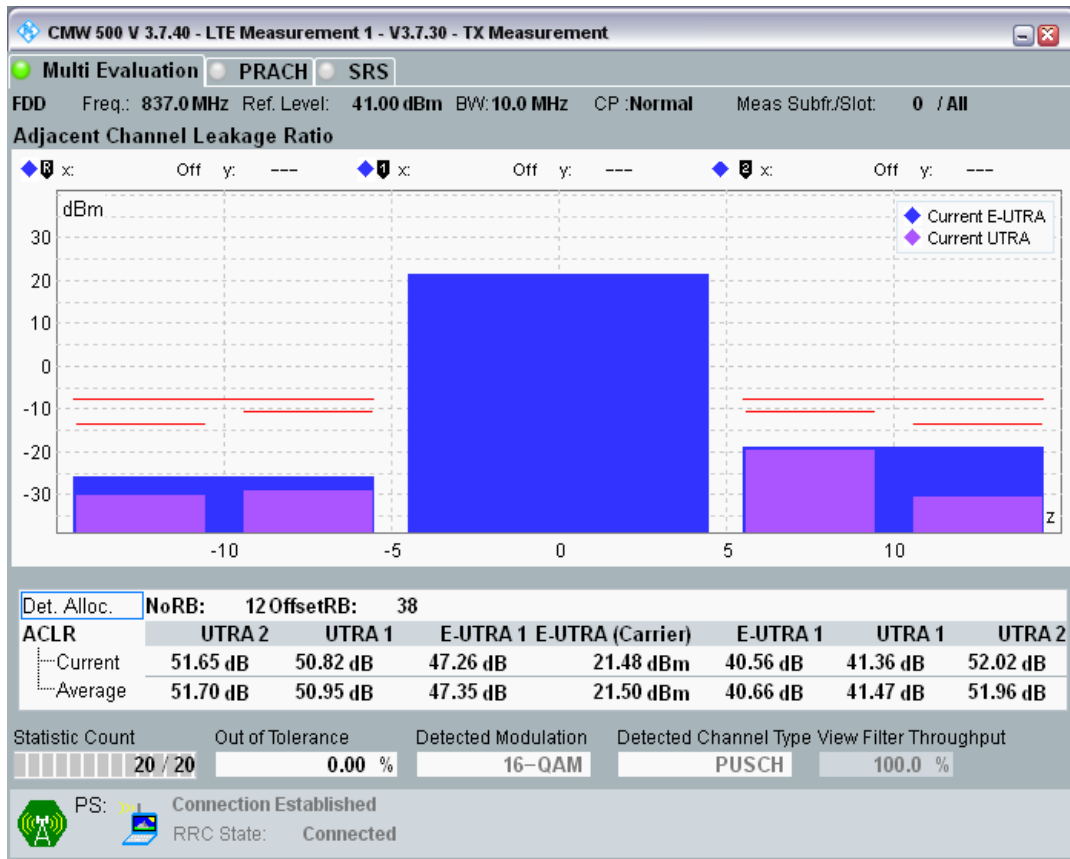 CMW 500 V 3.7.40 - LTE Measurement 1 - V3.7.30 - TX Measurement
Multi Evaluation PRACH SRS
FDD Freq.: 837.0 MHz Ref. Level: 41.00 dBm BW: 10.0 MHz CP :Normal Meas Subfr./Slot: 0 / All
Adjacent Channel Leakage Ratio
R x: Off y: --- 1 x: Off y: --- 2 x: Off y: ---
dBm
Current E-UTRA
Current UTRA
30
20
10
0
-10
-20
-30
z
-10 -5 0 5 10
Det. Alloc. NoRB: 12 OffsetRB: 38
ACLR UTRA 2 UTRA 1 E-UTRA 1 E-UTRA (Carrier) E-UTRA 1 UTRA 1 UTRA 2
Current 51.65 dB 50.82 dB 47.26 dB 21.48 dBm 40.56 dB 41.36 dB 52.02 dB
Average 51.70 dB 50.95 dB 47.35 dB 21.50 dBm 40.66 dB 41.47 dB 51.96 dB
Statistic Count Out of Tolerance Detected Modulation Detected Channel Type View Filter Throughput
20 / 20 0.00 % 16-QAM PUSCH 100.0 %
PS: Connection Established
RRC State: Connected